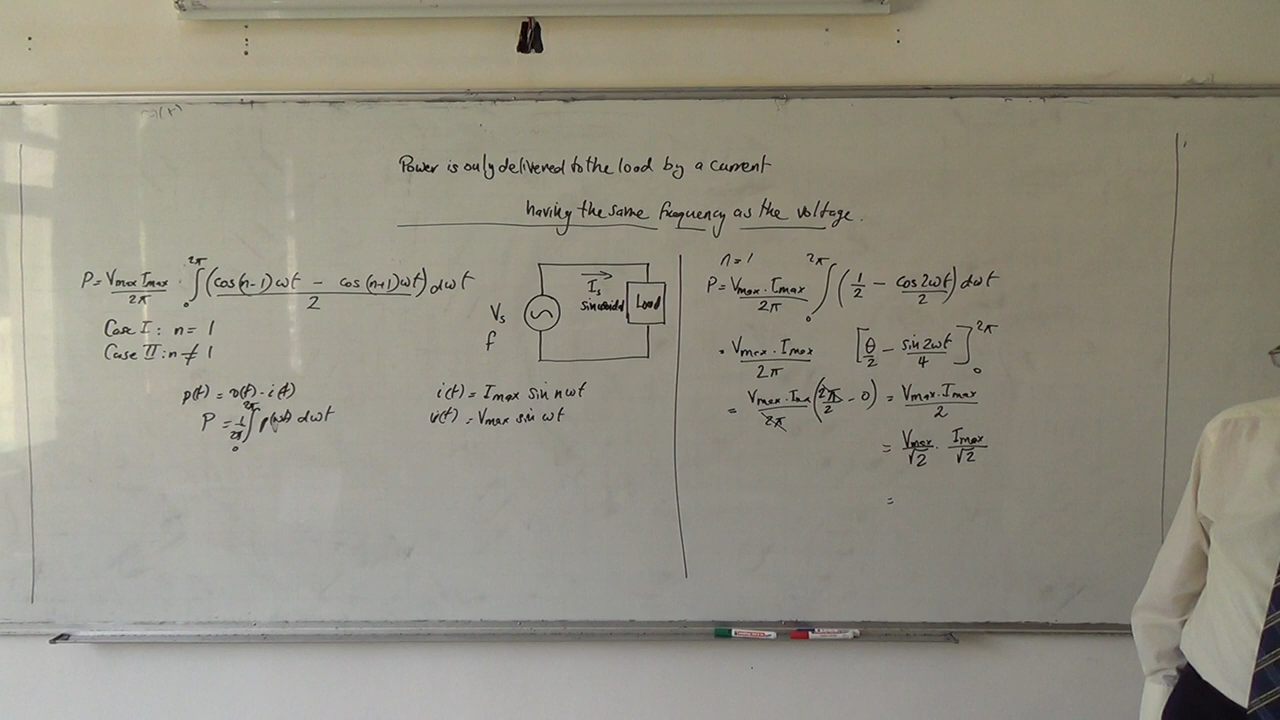 Power is only delivered to the load by a current
having the same frequency as the voltage.
P = Vmax Imax / 2π ∫₀^2π (cos(n-1)ωt - cos(n+1)ωt) / 2 dωt
Case I : n = 1
Case II : n ≠ 1
p(t) = v(t) · i(t)
P = 1/2π ∫₀^2π p(ωt) dωt
Vs
f
Is
sinusoidal
Load
i(t) = Imax sin nωt
v(t) = Vmax sin ωt
n = 1
P = Vmax · Imax / 2π ∫₀^2π (1/2 - cos2ωt / 2) dωt
= Vmax · Imax / 2π [θ/2 - sin2ωt / 4]₀^2π
= Vmax · Imax / 2π (2π/2 - 0) = Vmax · Imax / 2
= Vmax/√2 · Imax/√2
=